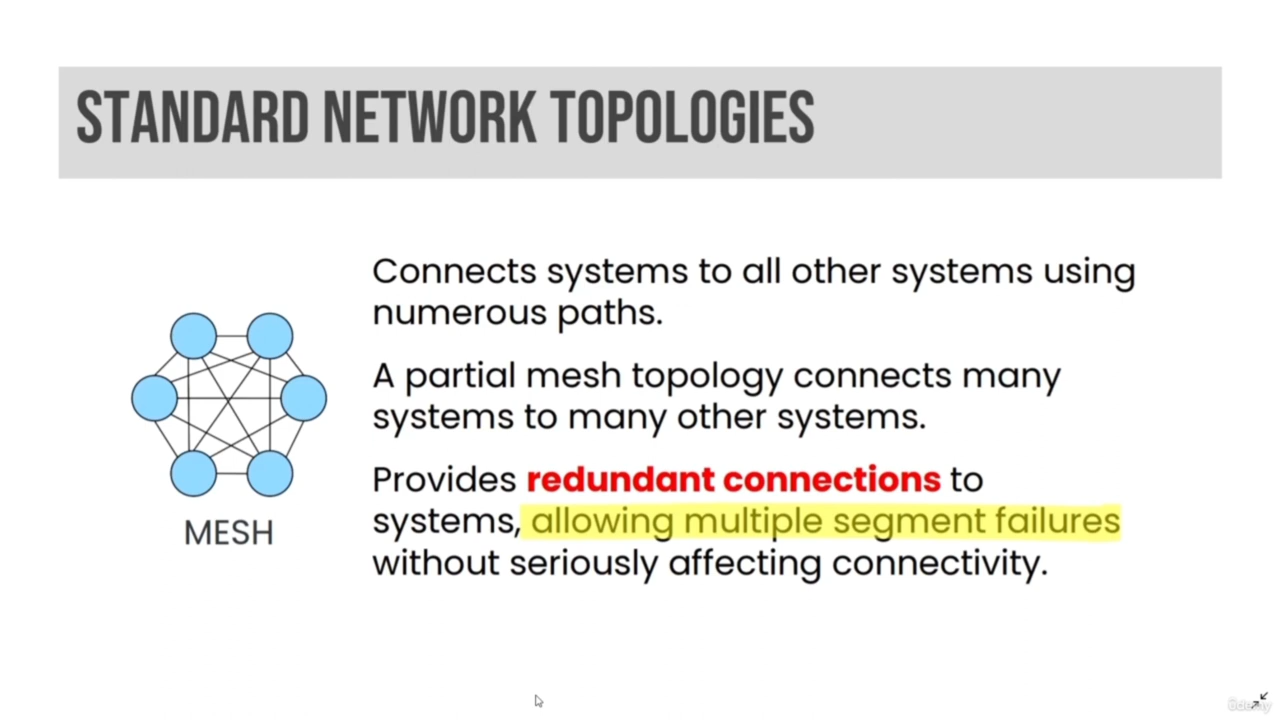 STANDARD NETWORK TOPOLOGIES
Connects systems to all other systems using
numerous paths.
A partial mesh topology connects many
systems to many other systems.
Provides redundant connections to
systems, allowing multiple segment failures
without seriously affecting connectivity.
MESH
ûdemy